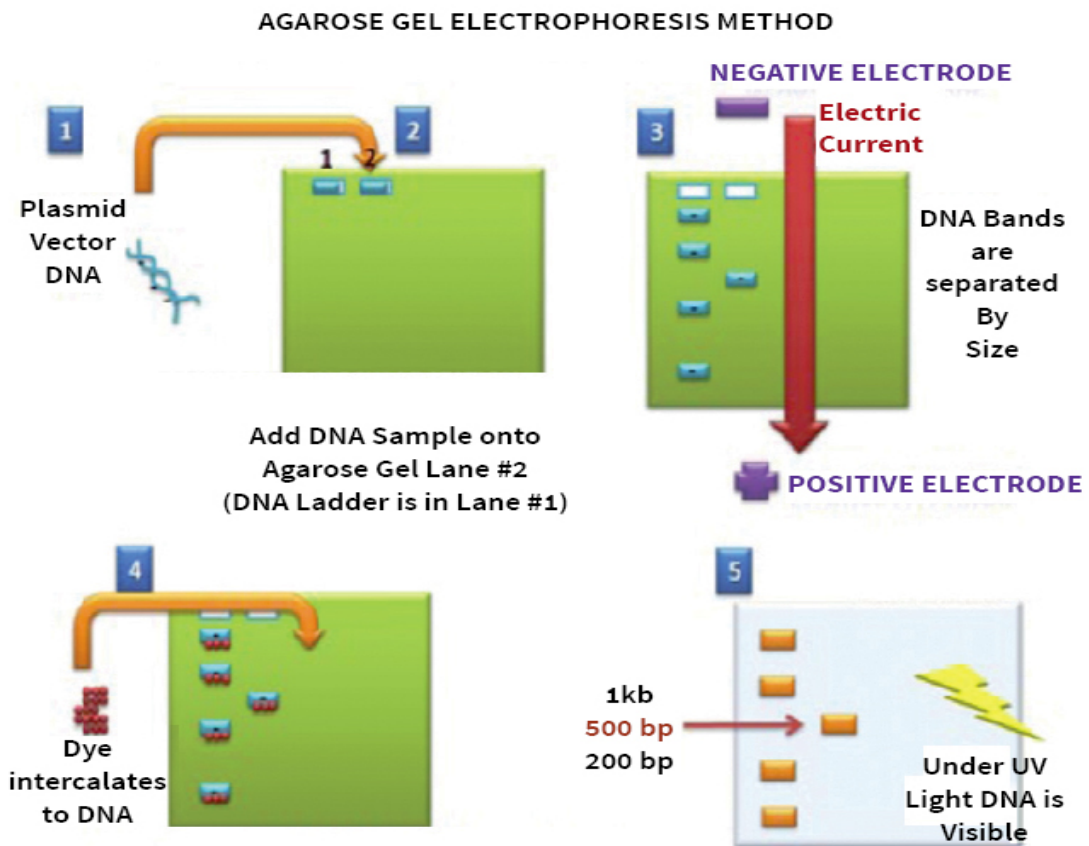 AGAROSE GEL ELECTROPHORESIS METHOD
1
2
1 2
Plasmid
Vector
DNA
Add DNA Sample onto
Agarose Gel Lane #2
(DNA Ladder is in Lane #1)
NEGATIVE ELECTRODE
3
Electric
Current
DNA Bands
are
separated
By
Size
POSITIVE ELECTRODE
4
Dye
intercalates
to DNA
5
1kb
500 bp
200 bp
Under UV
Light DNA is
Visible